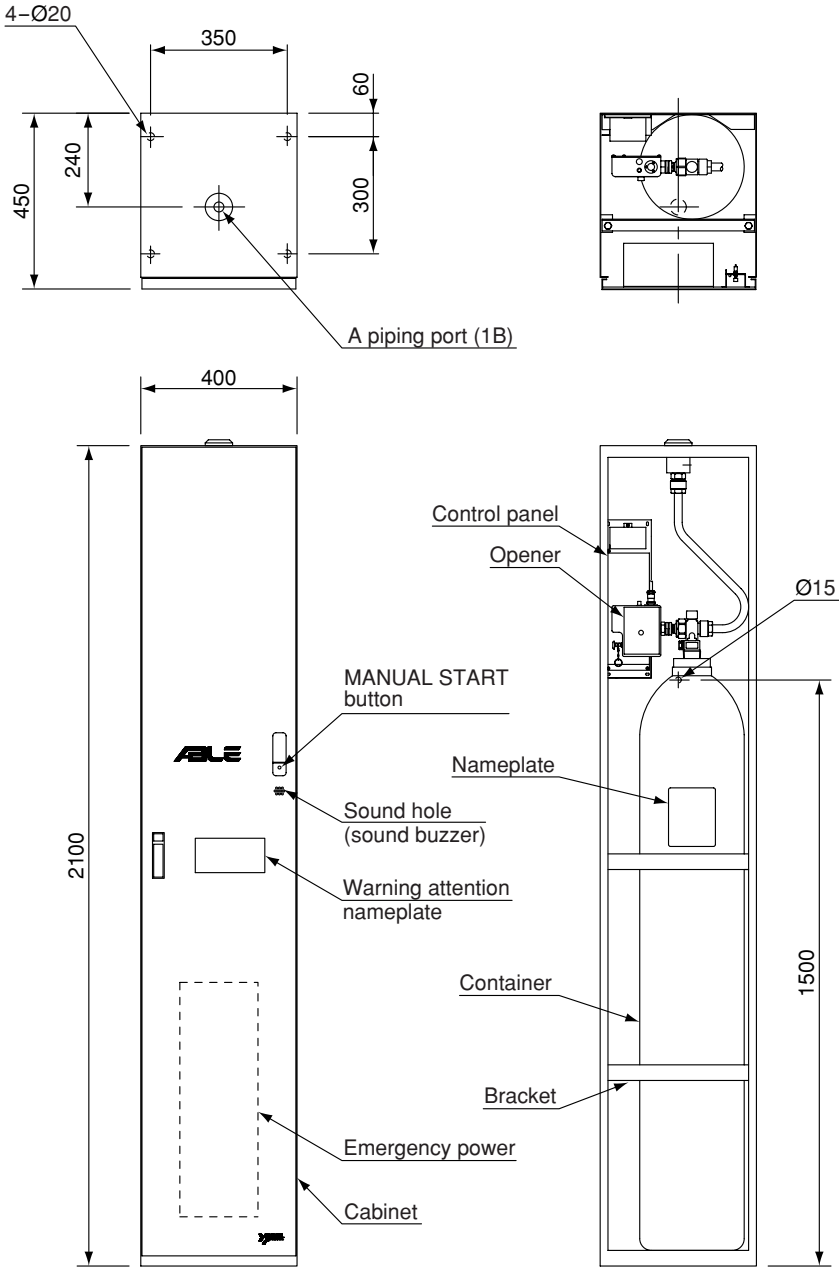 4−Ø20
350
60
240
450
300
A piping port (1B)
400
2100
MANUAL START
button
ABLE
Sound hole
(sound buzzer)
Warning attention
nameplate
Emergency power
Cabinet
Control panel
Opener
Ø15
Nameplate
Container
Bracket
1500